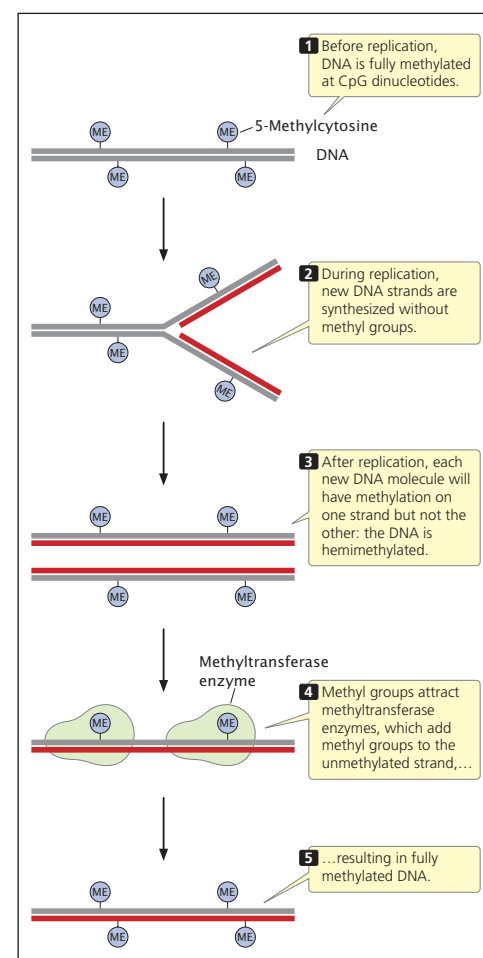 1 Before replication,
DNA is fully methylated
at CpG dinucleotides.
ME ME 5-Methylcytosine
DNA
ME ME
2 During replication,
new DNA strands are
synthesized without
methyl groups.
ME
ME
ME
ME
3 After replication, each
new DNA molecule will
have methylation on
one strand but not the
other: the DNA is
hemimethylated.
ME ME
ME ME
Methyltransferase
enzyme
4 Methyl groups attract
methyltransferase
enzymes, which add
methyl groups to the
unmethylated strand,…
ME ME
5 …resulting in fully
methylated DNA.
ME ME
ME ME